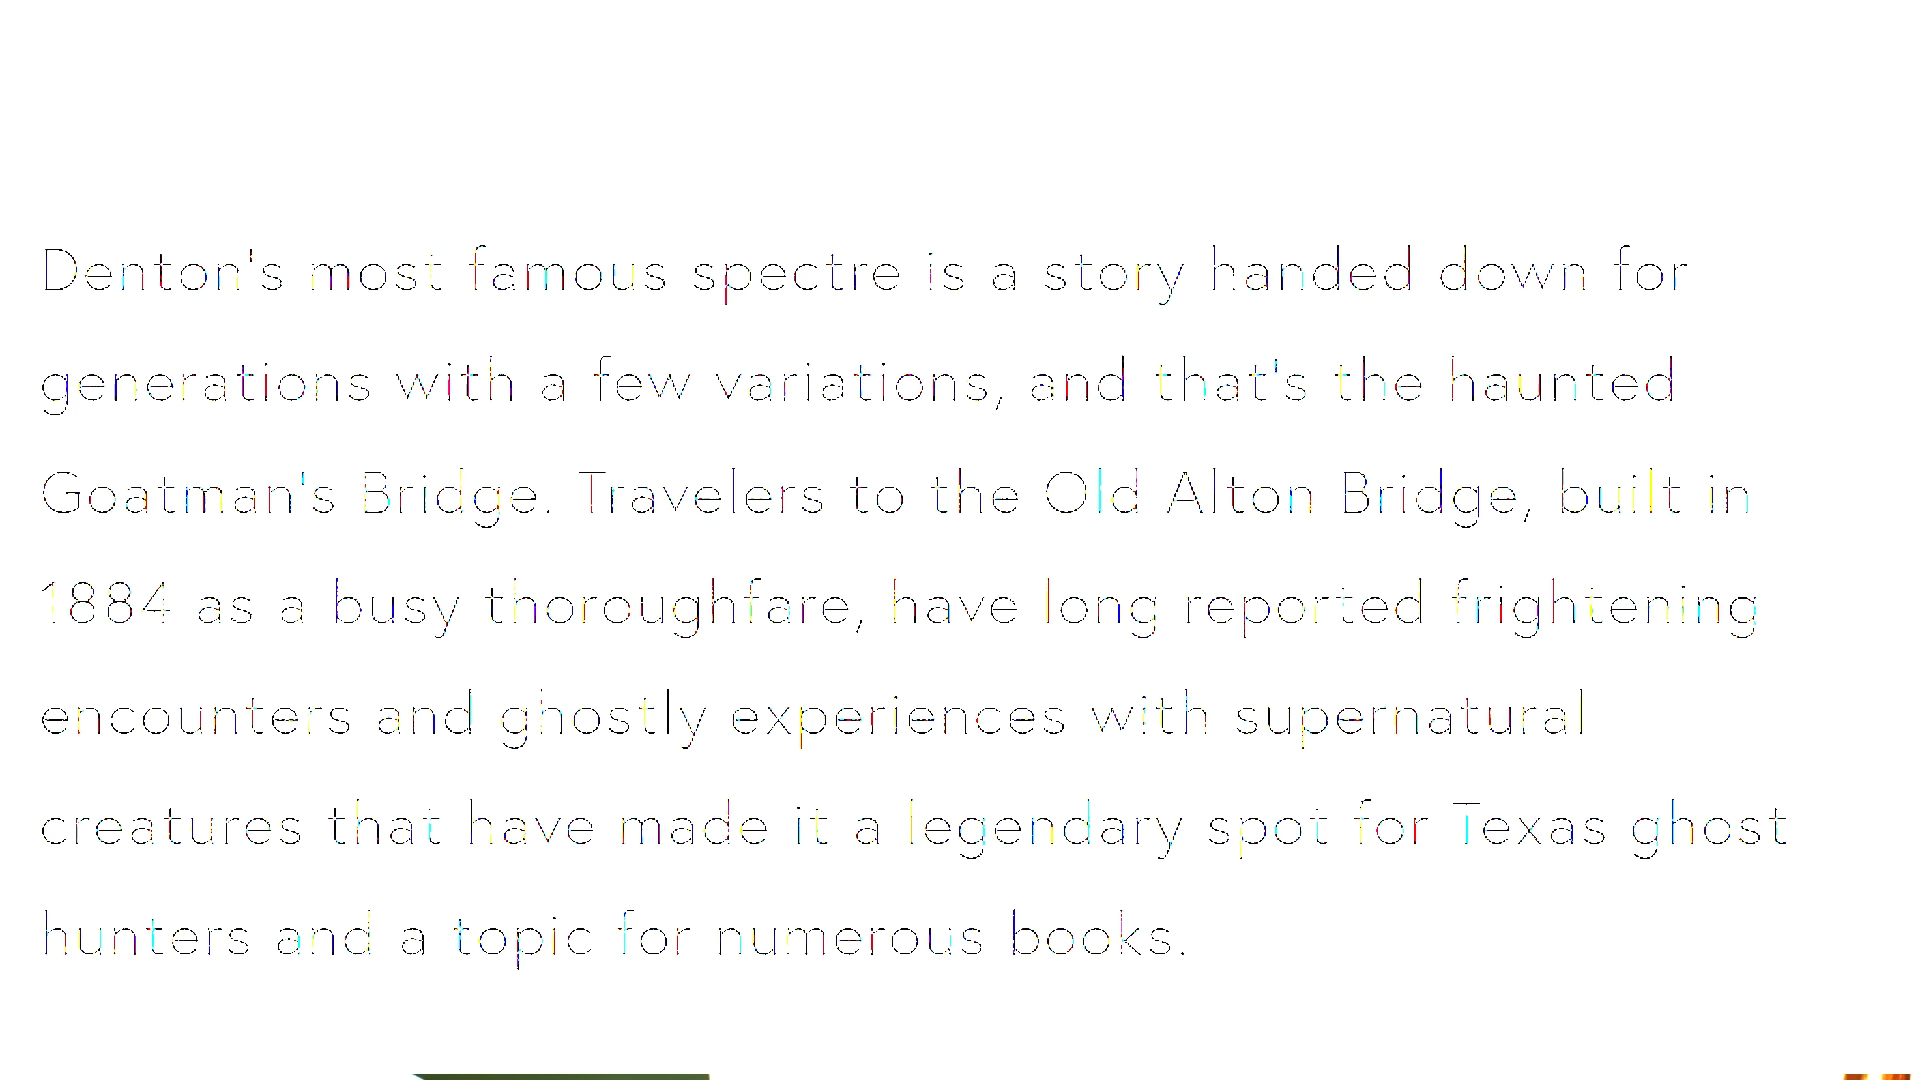 Denton's most famous spectre is a story handed down for
generations with a few variations, and that's the haunted
Goatman's Bridge. Travelers to the Old Alton Bridge, built in
1884 as a busy thoroughfare, have long reported frightening
encounters and ghostly experiences with supernatural
creatures that have made it a legendary spot for Texas ghost
hunters and a topic for numerous books.